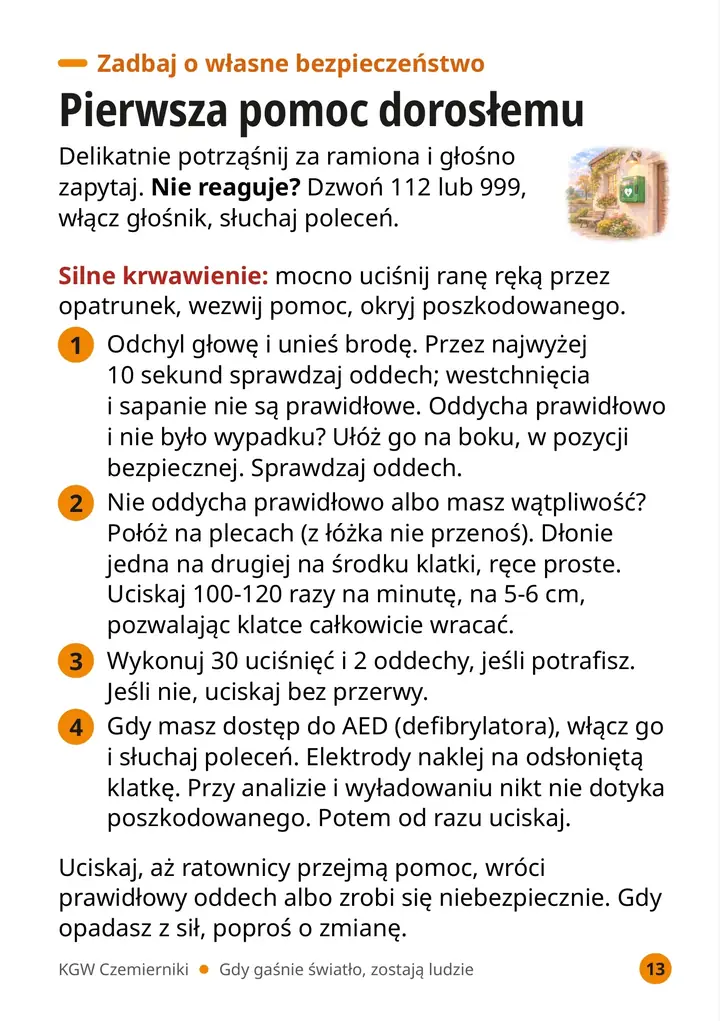 Zadbaj o własne bezpieczeństwo
Pierwsza pomoc dorosłemu
Delikatnie potrząśnij za ramiona i głośno
zapytaj. Nie reaguje? Dzwoń 112 lub 999,
włącz głośnik, słuchaj poleceń.
Silne krwawienie: mocno uciśnij ranę ręką przez
opatrunek, wezwij pomoc, okryj poszkodowanego.
1 Odchyl głowę i unieś brodę. Przez najwyżej
10 sekund sprawdzaj oddech; westchnięcia
i sapanie nie są prawidłowe. Oddycha prawidłowo
i nie było wypadku? Ułóż go na boku, w pozycji
bezpiecznej. Sprawdzaj oddech.
2 Nie oddycha prawidłowo albo masz wątpliwość?
Połóż na plecach (z łóżka nie przenoś). Dłonie
jedna na drugiej na środku klatki, ręce proste.
Uciskaj 100-120 razy na minutę, na 5-6 cm,
pozwalając klatce całkowicie wracać.
3 Wykonuj 30 uciśnięć i 2 oddechy, jeśli potrafisz.
Jeśli nie, uciskaj bez przerwy.
4 Gdy masz dostęp do AED (defibrylatora), włącz go
i słuchaj poleceń. Elektrody naklej na odsłoniętą
klatkę. Przy analizie i wyładowaniu nikt nie dotyka
poszkodowanego. Potem od razu uciskaj.
Uciskaj, aż ratownicy przejmą pomoc, wróci
prawidłowy oddech albo zrobi się niebezpiecznie. Gdy
opadasz z sił, poproś o zmianę.
KGW Czemierniki ● Gdy gaśnie światło, zostają ludzie 13